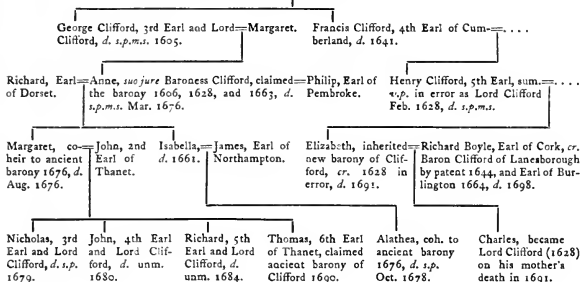 George Clifford, 3rd Earl and Lord=Margaret.
Clifford, d. s.p.m.s. 1605.
Francis Clifford, 4th Earl of Cum-=. . . .
berland, d. 1641.
Richard, Earl=Anne, suo jure Baroness Clifford, claimed=Philip, Earl of
of Dorset. the barony 1606, 1628, and 1663, d. Pembroke.
s.p.m.s. Mar. 1676.
Henry Clifford, 5th Earl, sum.=. . . .
v.p. in error as Lord Clifford
Feb. 1628, d. s.p.m.s.
Margaret, co-=John, 2nd
heir to ancient Earl of
barony 1676, d. Thanet.
Aug. 1676.
Isabella,=James, Earl of
d. 1661. Northampton.
Elizabeth, inherited=Richard Boyle, Earl of Cork, cr.
new barony of Clif- Baron Clifford of Lanesborough
ford, cr. 1628 in by patent 1644, and Earl of Bur-
error, d. 1691. lington 1664, d. 1698.
Nicholas, 3rd
Earl and Lord
Clifford, d. s.p.
1679.
John, 4th Earl
and Lord Clif-
ford, d. unm.
1680.
Richard, 5th
Earl and Lord
Clifford, d.
unm. 1684.
Thomas, 6th Earl
of Thanet, claimed
ancient barony of
Clifford 1690.
Alathea, coh. to
ancient barony
1676, d. s.p.
Oct. 1678.
Charles, became
Lord Clifford (1628)
on his mother's
death in 1691.